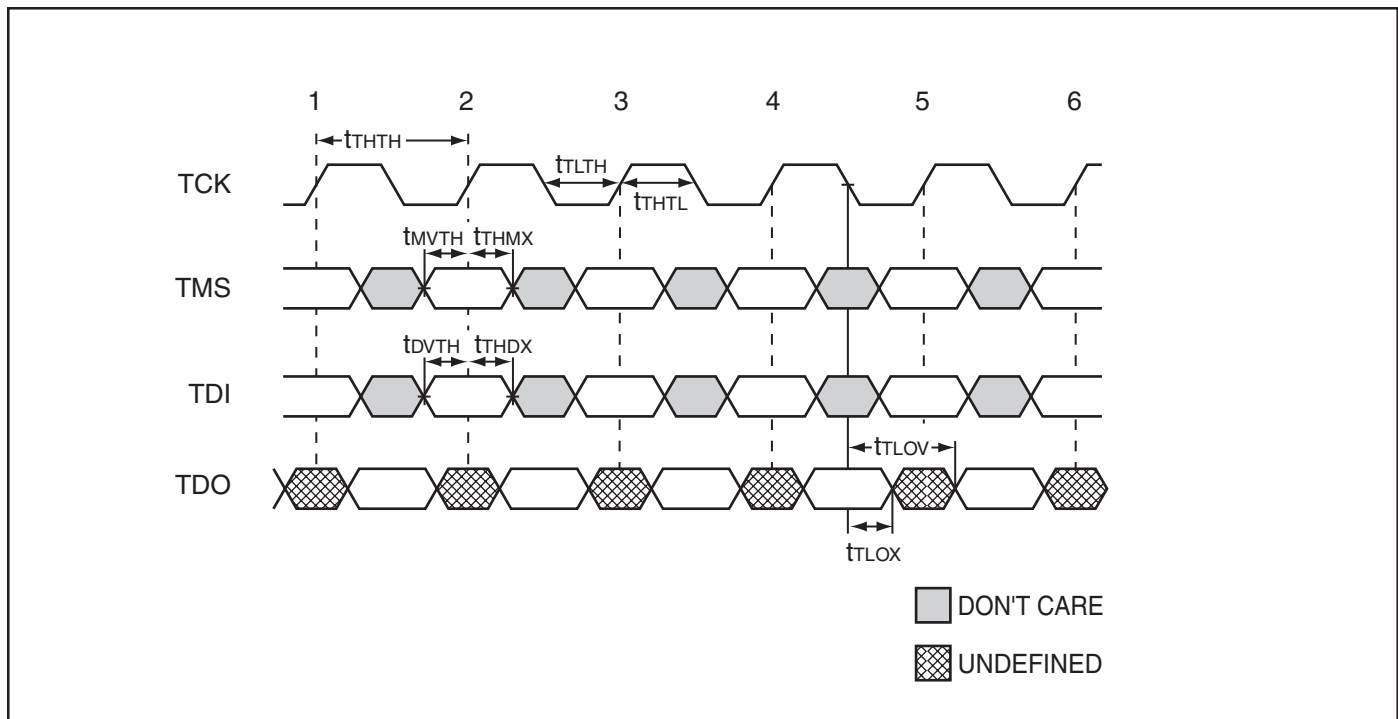 1 2 3 4 5 6
tTHTH
tTLTH
TCK
tTHTL
tMVTH tTHMX
TMS
tDVTH tTHDX
TDI
tTLOV
TDO
tTLOX
DON'T CARE
UNDEFINED